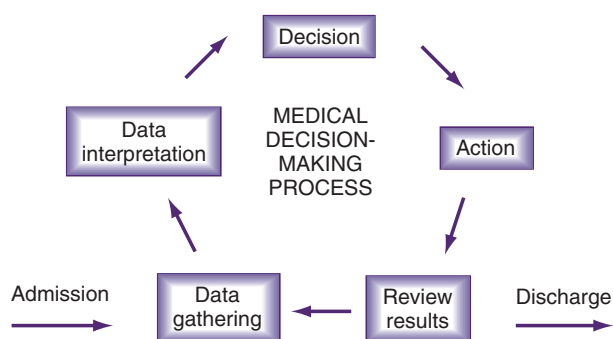 Decision
Data
interpretation
MEDICAL
DECISION-
MAKING
PROCESS
Action
Admission
Data
gathering
Review
results
Discharge